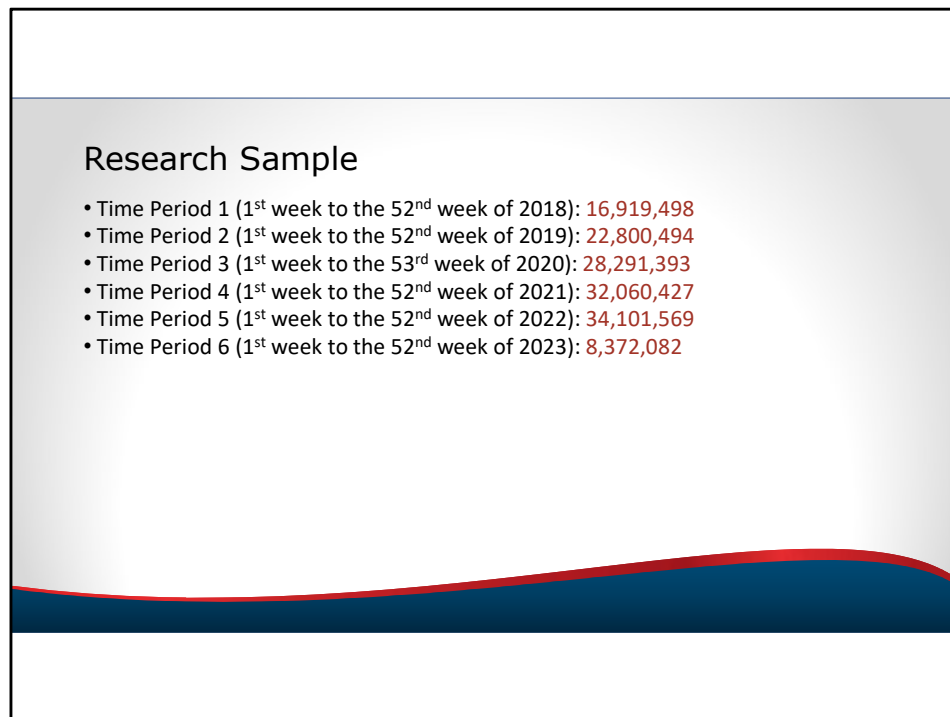 Research Sample
• Time Period 1 (1st week to the 52nd week of 2018): 16,919,498
• Time Period 2 (1st week to the 52nd week of 2019): 22,800,494
• Time Period 3 (1st week to the 53rd week of 2020): 28,291,393
• Time Period 4 (1st week to the 52nd week of 2021): 32,060,427
• Time Period 5 (1st week to the 52nd week of 2022): 34,101,569
• Time Period 6 (1st week to the 52nd week of 2023): 8,372,082